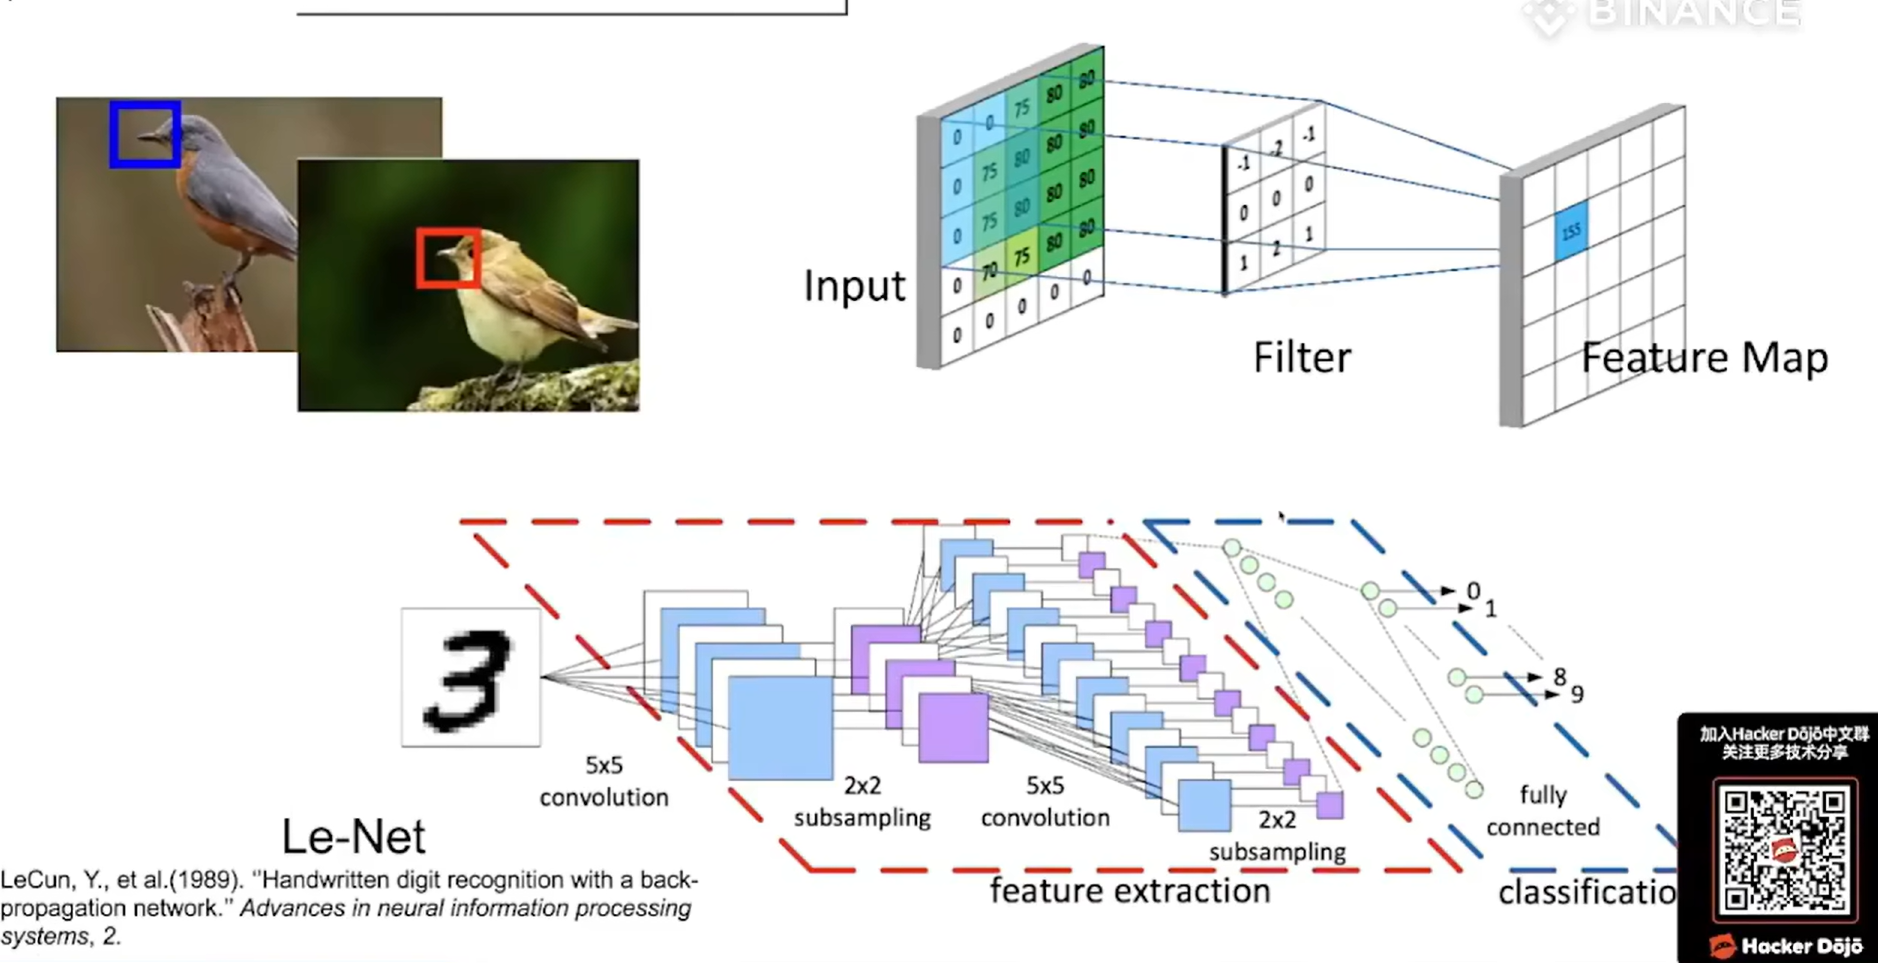 BINANCE
0 0 75 80 80
0 75 80 80 80
0 75 80 80 80
0 70 75 80 80
0 0 0 0 0
-1 -2 -1
0 0 0
1 2 1
155
Input
Filter
Feature Map
3
5x5
convolution
2x2
subsampling
5x5
convolution
2x2
subsampling
0
1
8
9
fully
connected
feature extraction
classificatio
Le-Net
LeCun, Y., et al.(1989). "Handwritten digit recognition with a back-
propagation network." Advances in neural information processing
systems, 2.
加入Hacker Dōjō中文群
关注更多技术分享
Hacker Dōjō